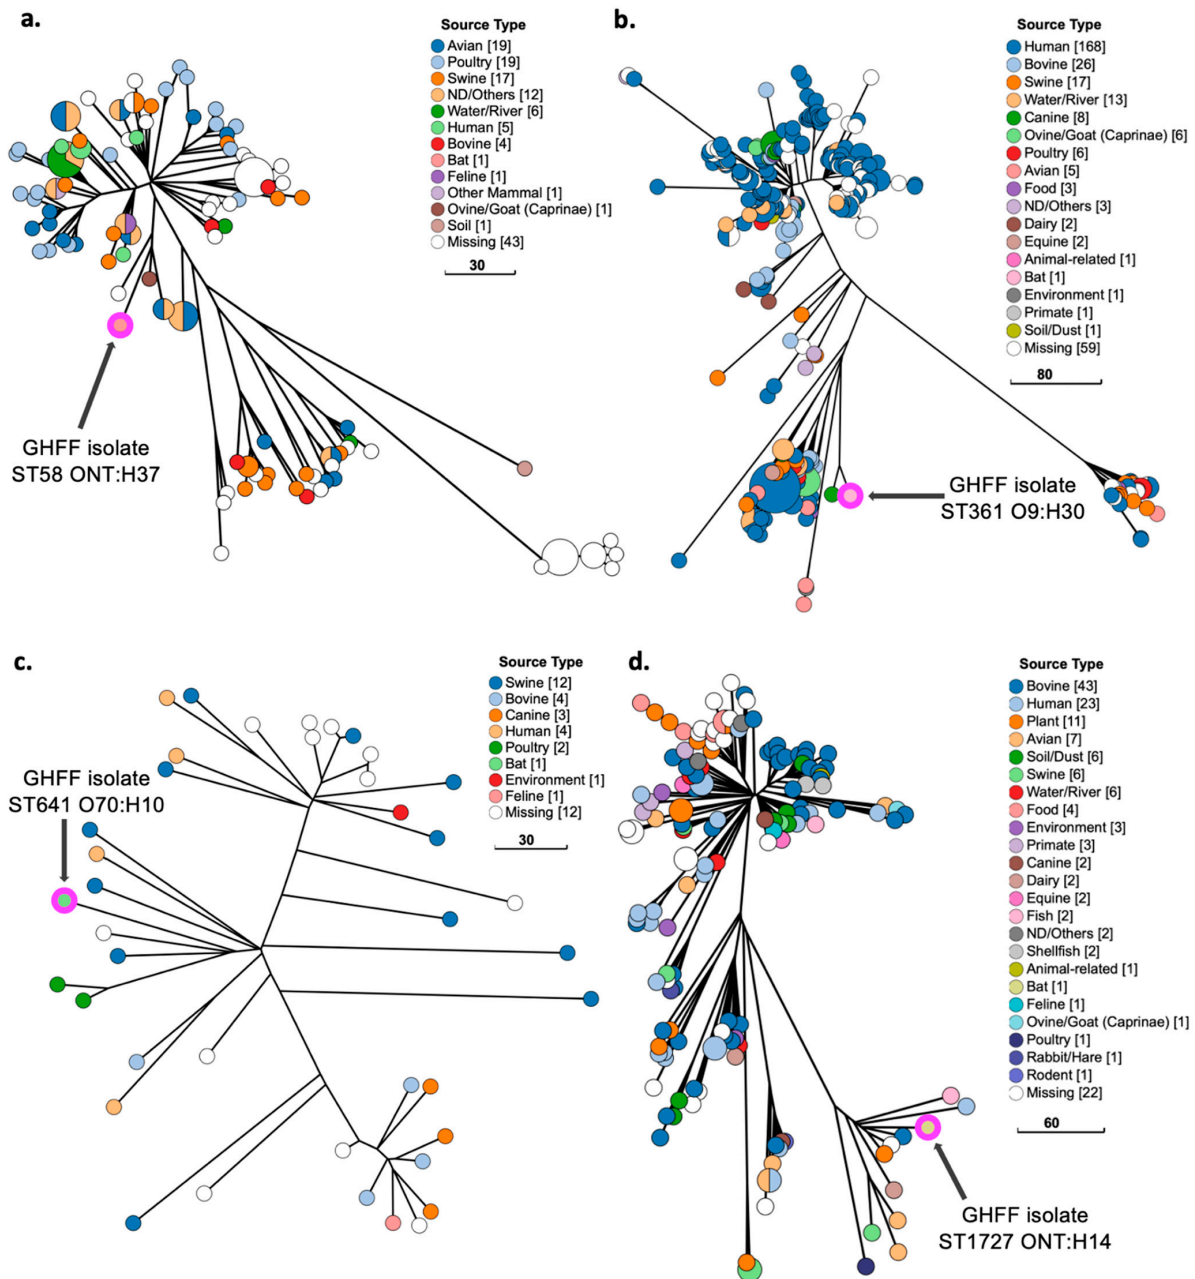 a.
Source Type
Avian [19]
Poultry [19]
Swine [17]
ND/Others [12]
Water/River [6]
Human [5]
Bovine [4]
Bat [1]
Feline [1]
Other Mammal [1]
Ovine/Goat (Caprinae) [1]
Soil [1]
Missing [43]
30
GHFF isolate
ST58 ONT:H37
b.
Source Type
Human [168]
Bovine [26]
Swine [17]
Water/River [13]
Canine [8]
Ovine/Goat (Caprinae) [6]
Poultry [6]
Avian [5]
Food [3]
ND/Others [3]
Dairy [2]
Equine [2]
Animal-related [1]
Bat [1]
Environment [1]
Primate [1]
Soil/Dust [1]
Missing [59]
80
GHFF isolate
ST361 O9:H30
c.
Source Type
Swine [12]
Bovine [4]
Canine [3]
Human [4]
Poultry [2]
Bat [1]
Environment [1]
Feline [1]
Missing [12]
30
GHFF isolate
ST641 O70:H10
d.
Source Type
Bovine [43]
Human [23]
Plant [11]
Avian [7]
Soil/Dust [6]
Swine [6]
Water/River [6]
Food [4]
Environment [3]
Primate [3]
Canine [2]
Dairy [2]
Equine [2]
Fish [2]
ND/Others [2]
Shellfish [2]
Animal-related [1]
Bat [1]
Feline [1]
Ovine/Goat (Caprinae) [1]
Poultry [1]
Rabbit/Hare [1]
Rodent [1]
Missing [22]
60
GHFF isolate
ST1727 ONT:H14